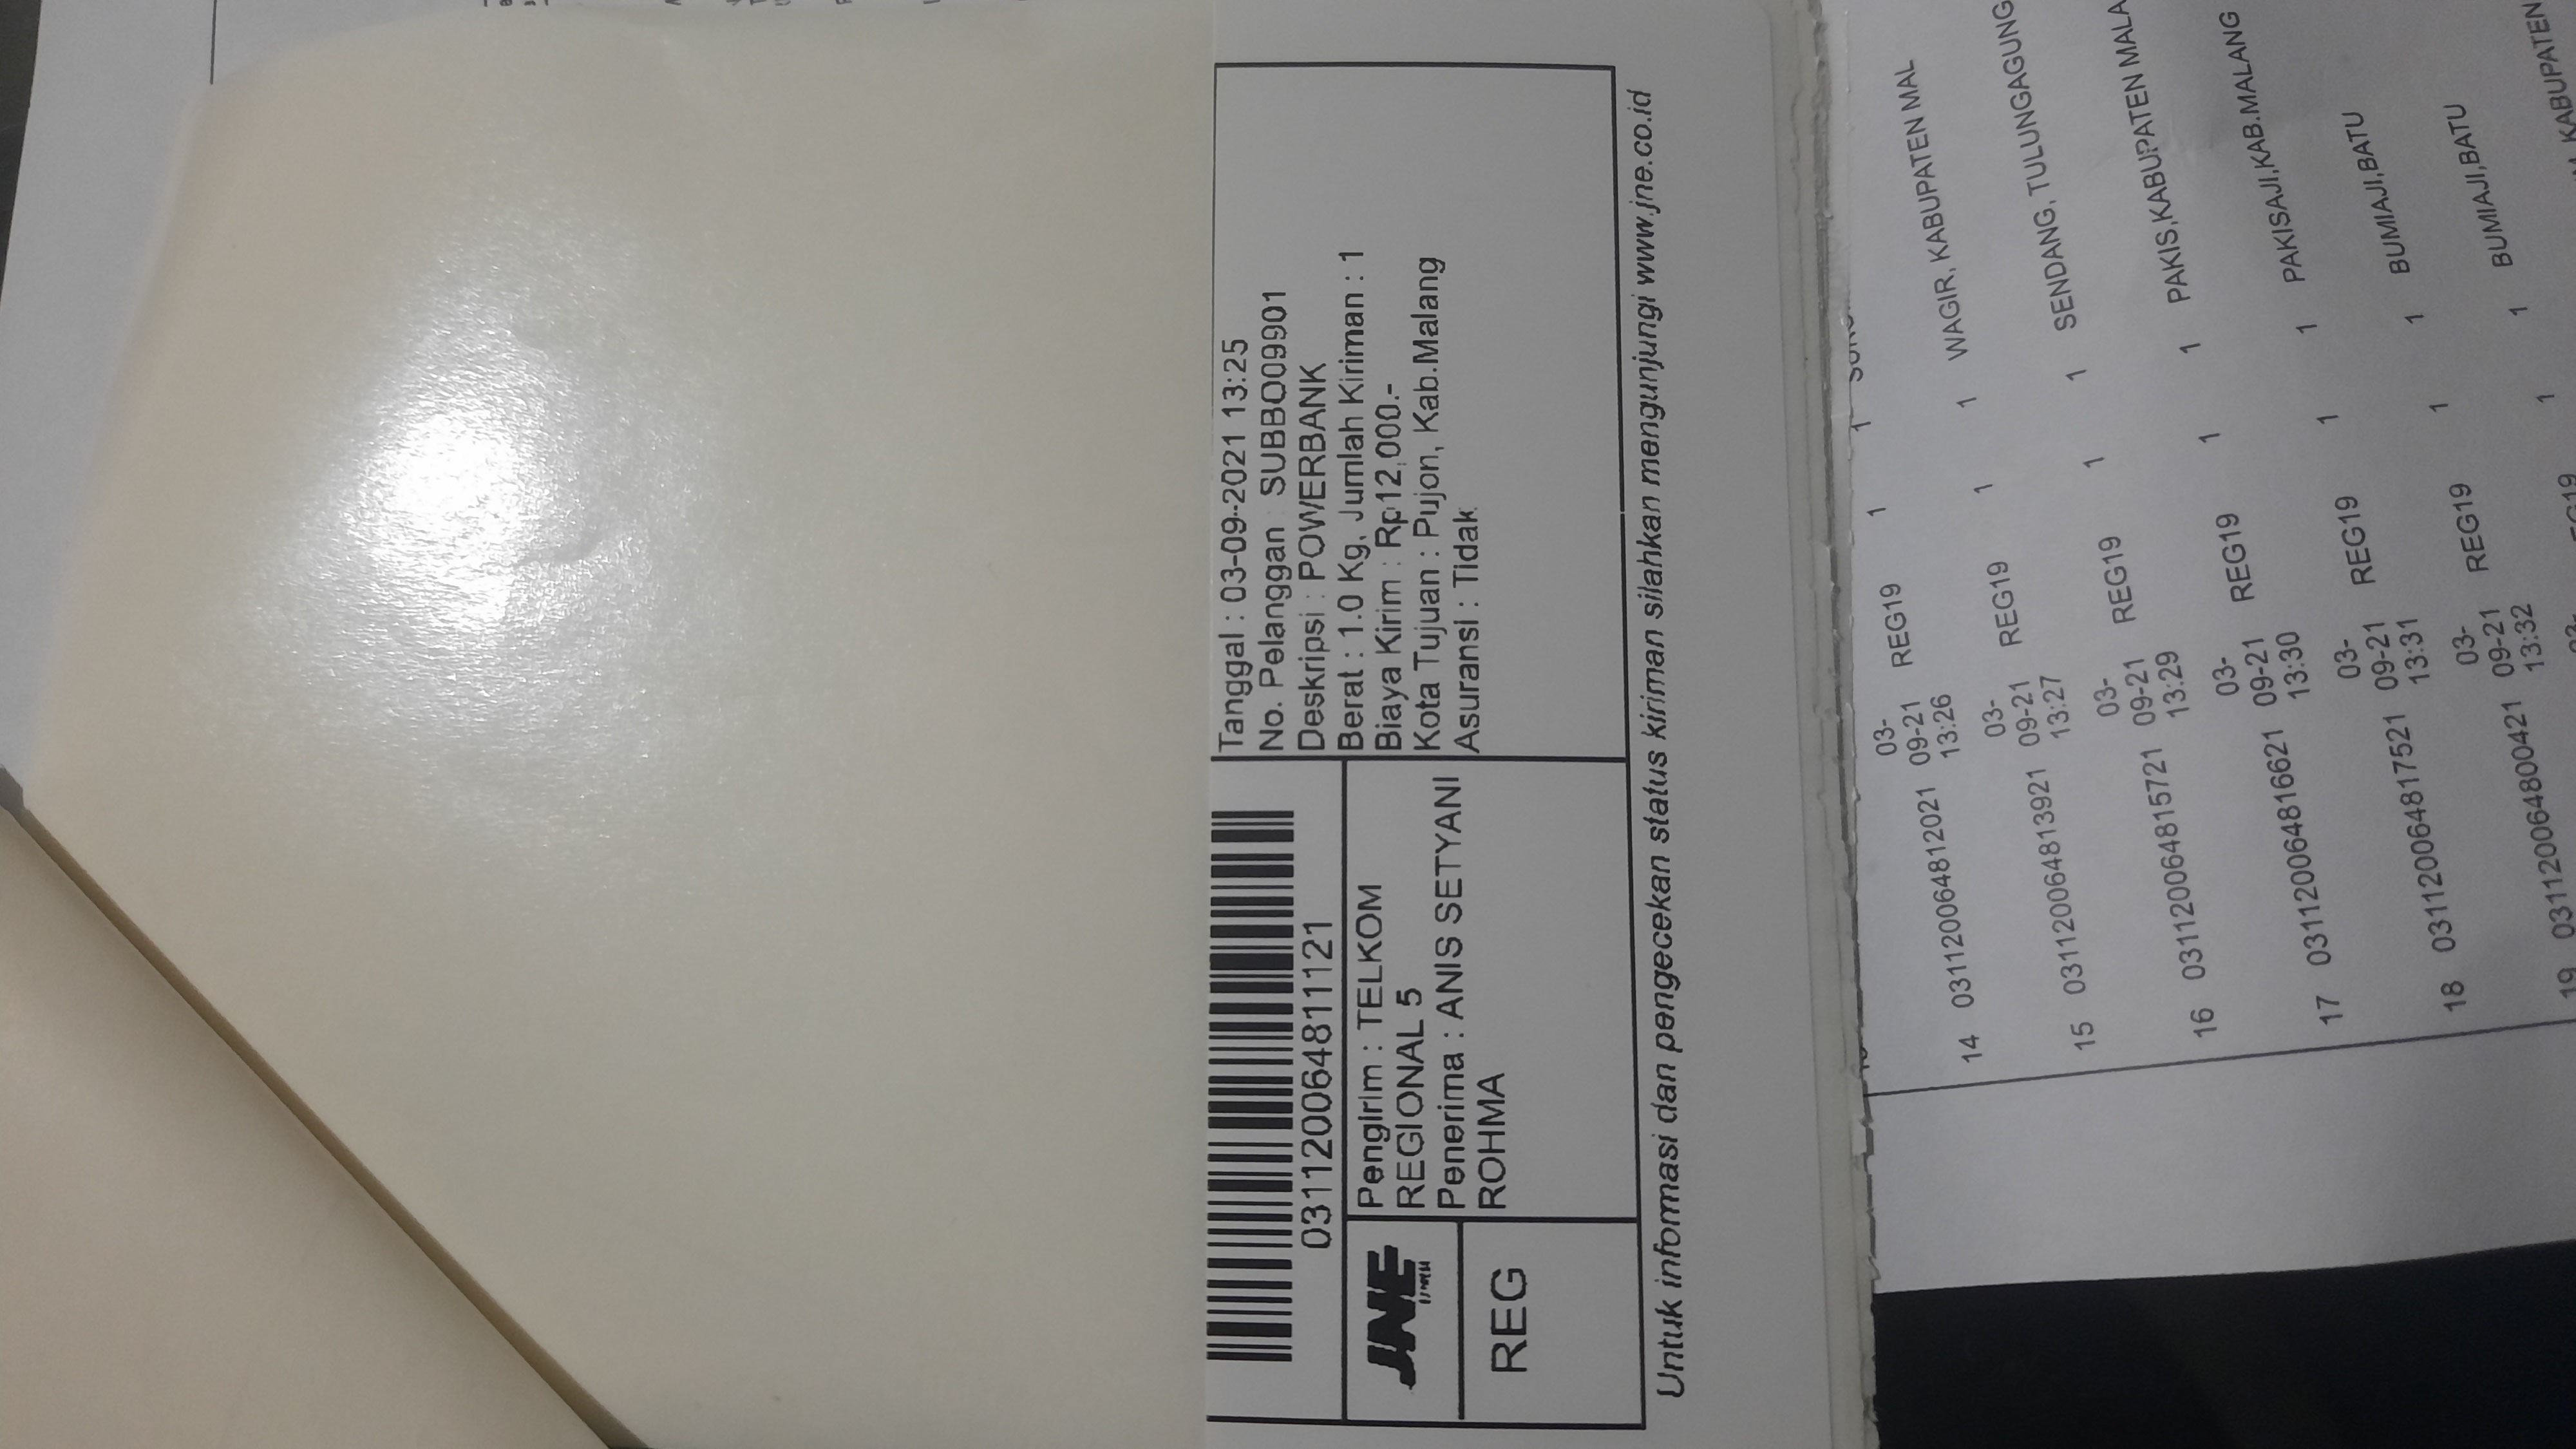 031120064811121
JNE
REG
Pengirim : TELKOM
REGIONAL 5
Penerima : ANIS SETYANI
ROHMA
Tanggal : 03-09-2021 13:25
No. Pelanggan : SUBBO09901
Deskripsi : POWERBANK
Berat : 1.0 Kg, Jumlah Kiriman : 1
Biaya Kirim : Rp12,000.-
Kota Tujuan : Pujon, Kab.Malang
Asuransi : Tidak
Untuk informasi dan pengecekan status kiriman silahkan mengunjungi www.jne.co.id
14 031120064812021 03-09-21 13:26 REG19 1 1
15 031120064813921 03-09-21 13:27 REG19 1 1 WAGIR, KABUPATEN MAL
16 031120064815721 03-09-21 13:29 REG19 1 1 SENDANG, TULUNGAGUNG
17 031120064816621 03-09-21 13:30 REG19 1 1 PAKIS,KABUPATEN MALA
18 031120064817521 03-09-21 13:31 REG19 1 1 PAKISAJI,KAB.MALANG
19 031120064800421 03-09-21 13:32 REG19 1 1 BUMIAJI,BATU
1 1 BUMIAJI,BATU
KABUPATEN